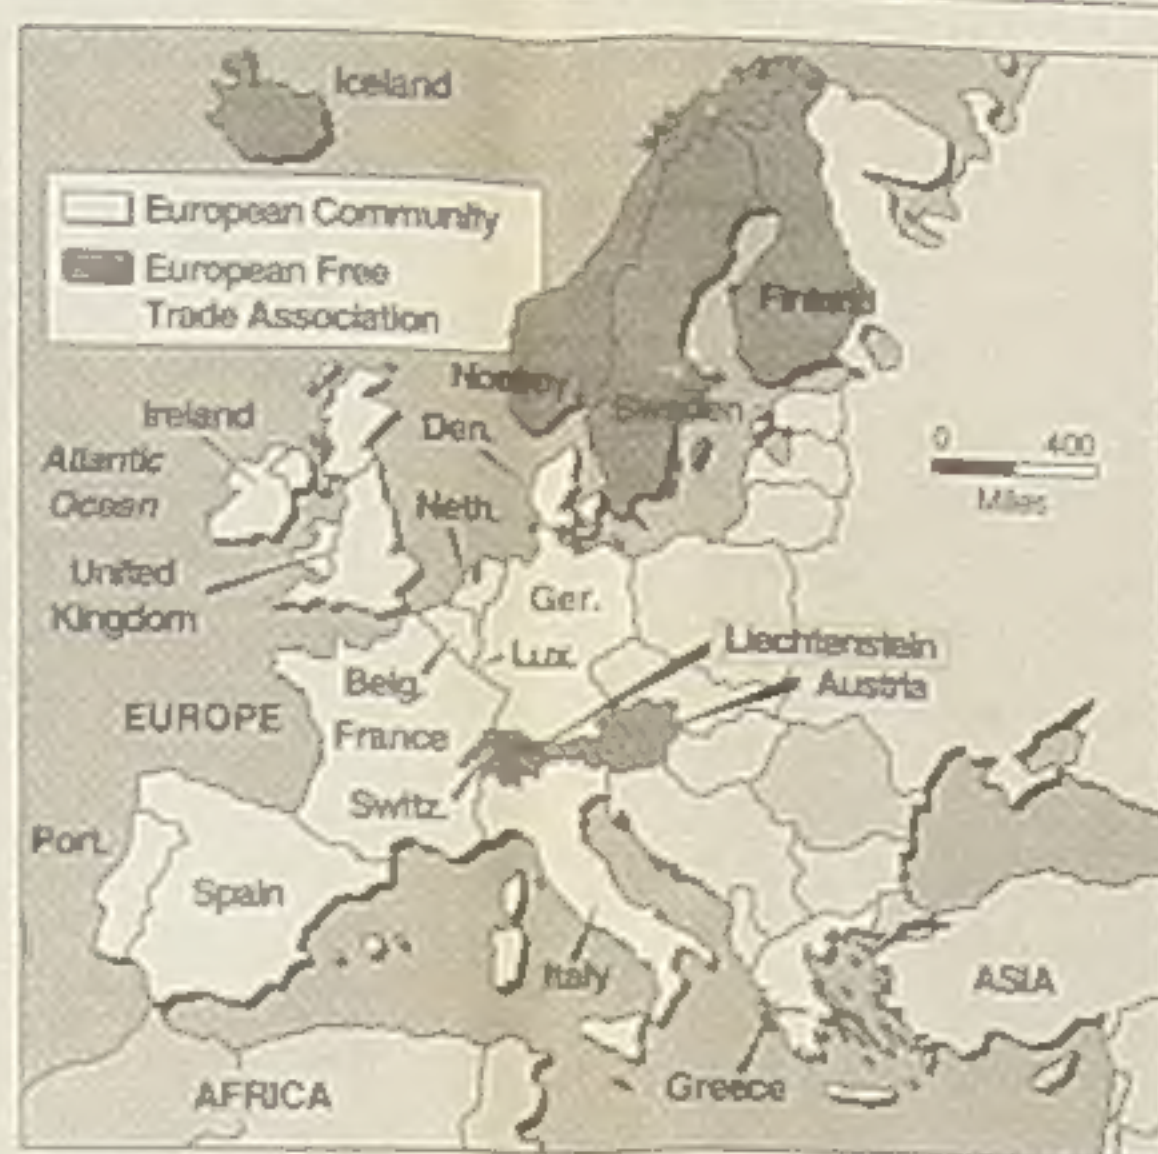 Iceland
European Community
European Free
Trade Association
Finland
Norway
Sweden
Ireland
Den.
Atlantic
Ocean
Neth.
0 400
Miles
United
Kingdom
Ger.
Liechtenstein
Lux.
Belg.
Austria
EUROPE
France
Switz.
Port.
Spain
Italy
ASIA
Greece
AFRICA